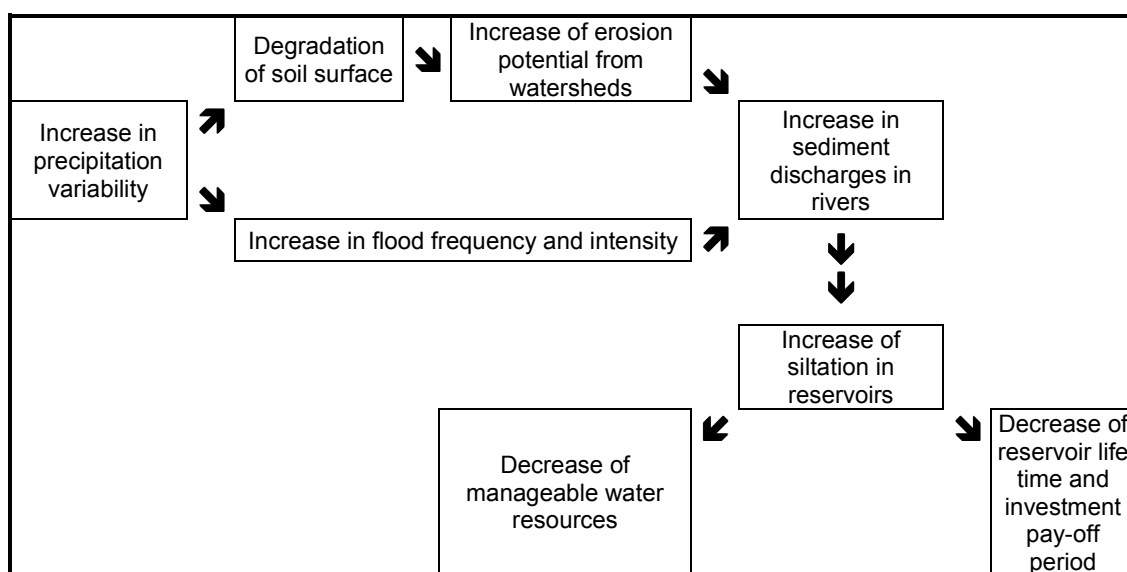 Degradation
of soil surface
Increase of erosion
potential from
watersheds
Increase in
precipitation
variability
Increase in
sediment
discharges in
rivers
Increase in flood frequency and intensity
Increase of
siltation in
reservoirs
Decrease of
manageable water
resources
Decrease of
reservoir life
time and
investment
pay-off
period